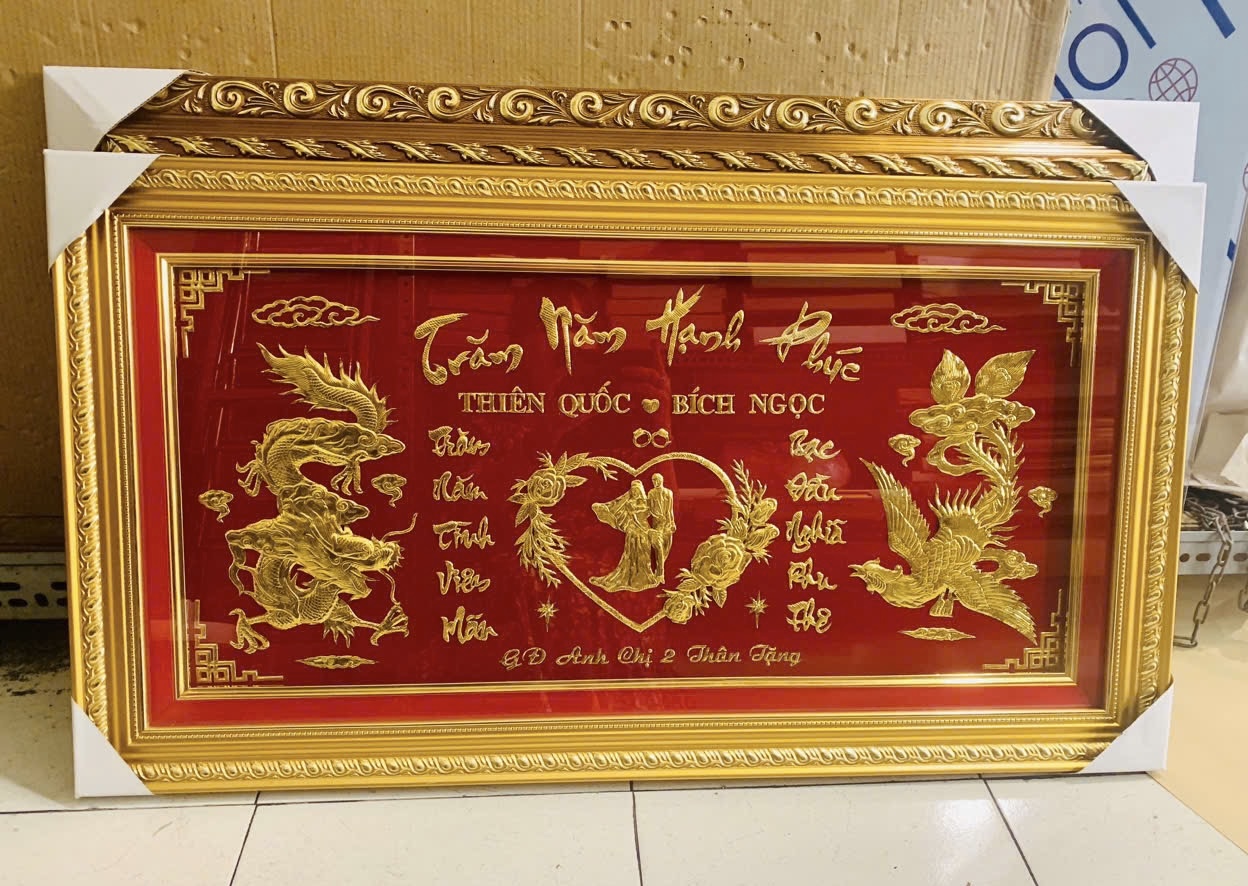 Trăm Năm Hạnh Phúc
THIÊN QUỐC BÍCH NGỌC
Trăm
Năm
Tình
Viên
Mãn
Bạc
Đầu
Nghĩa
Phu
Thê
GĐ Anh Chị 2 Thân Tặng